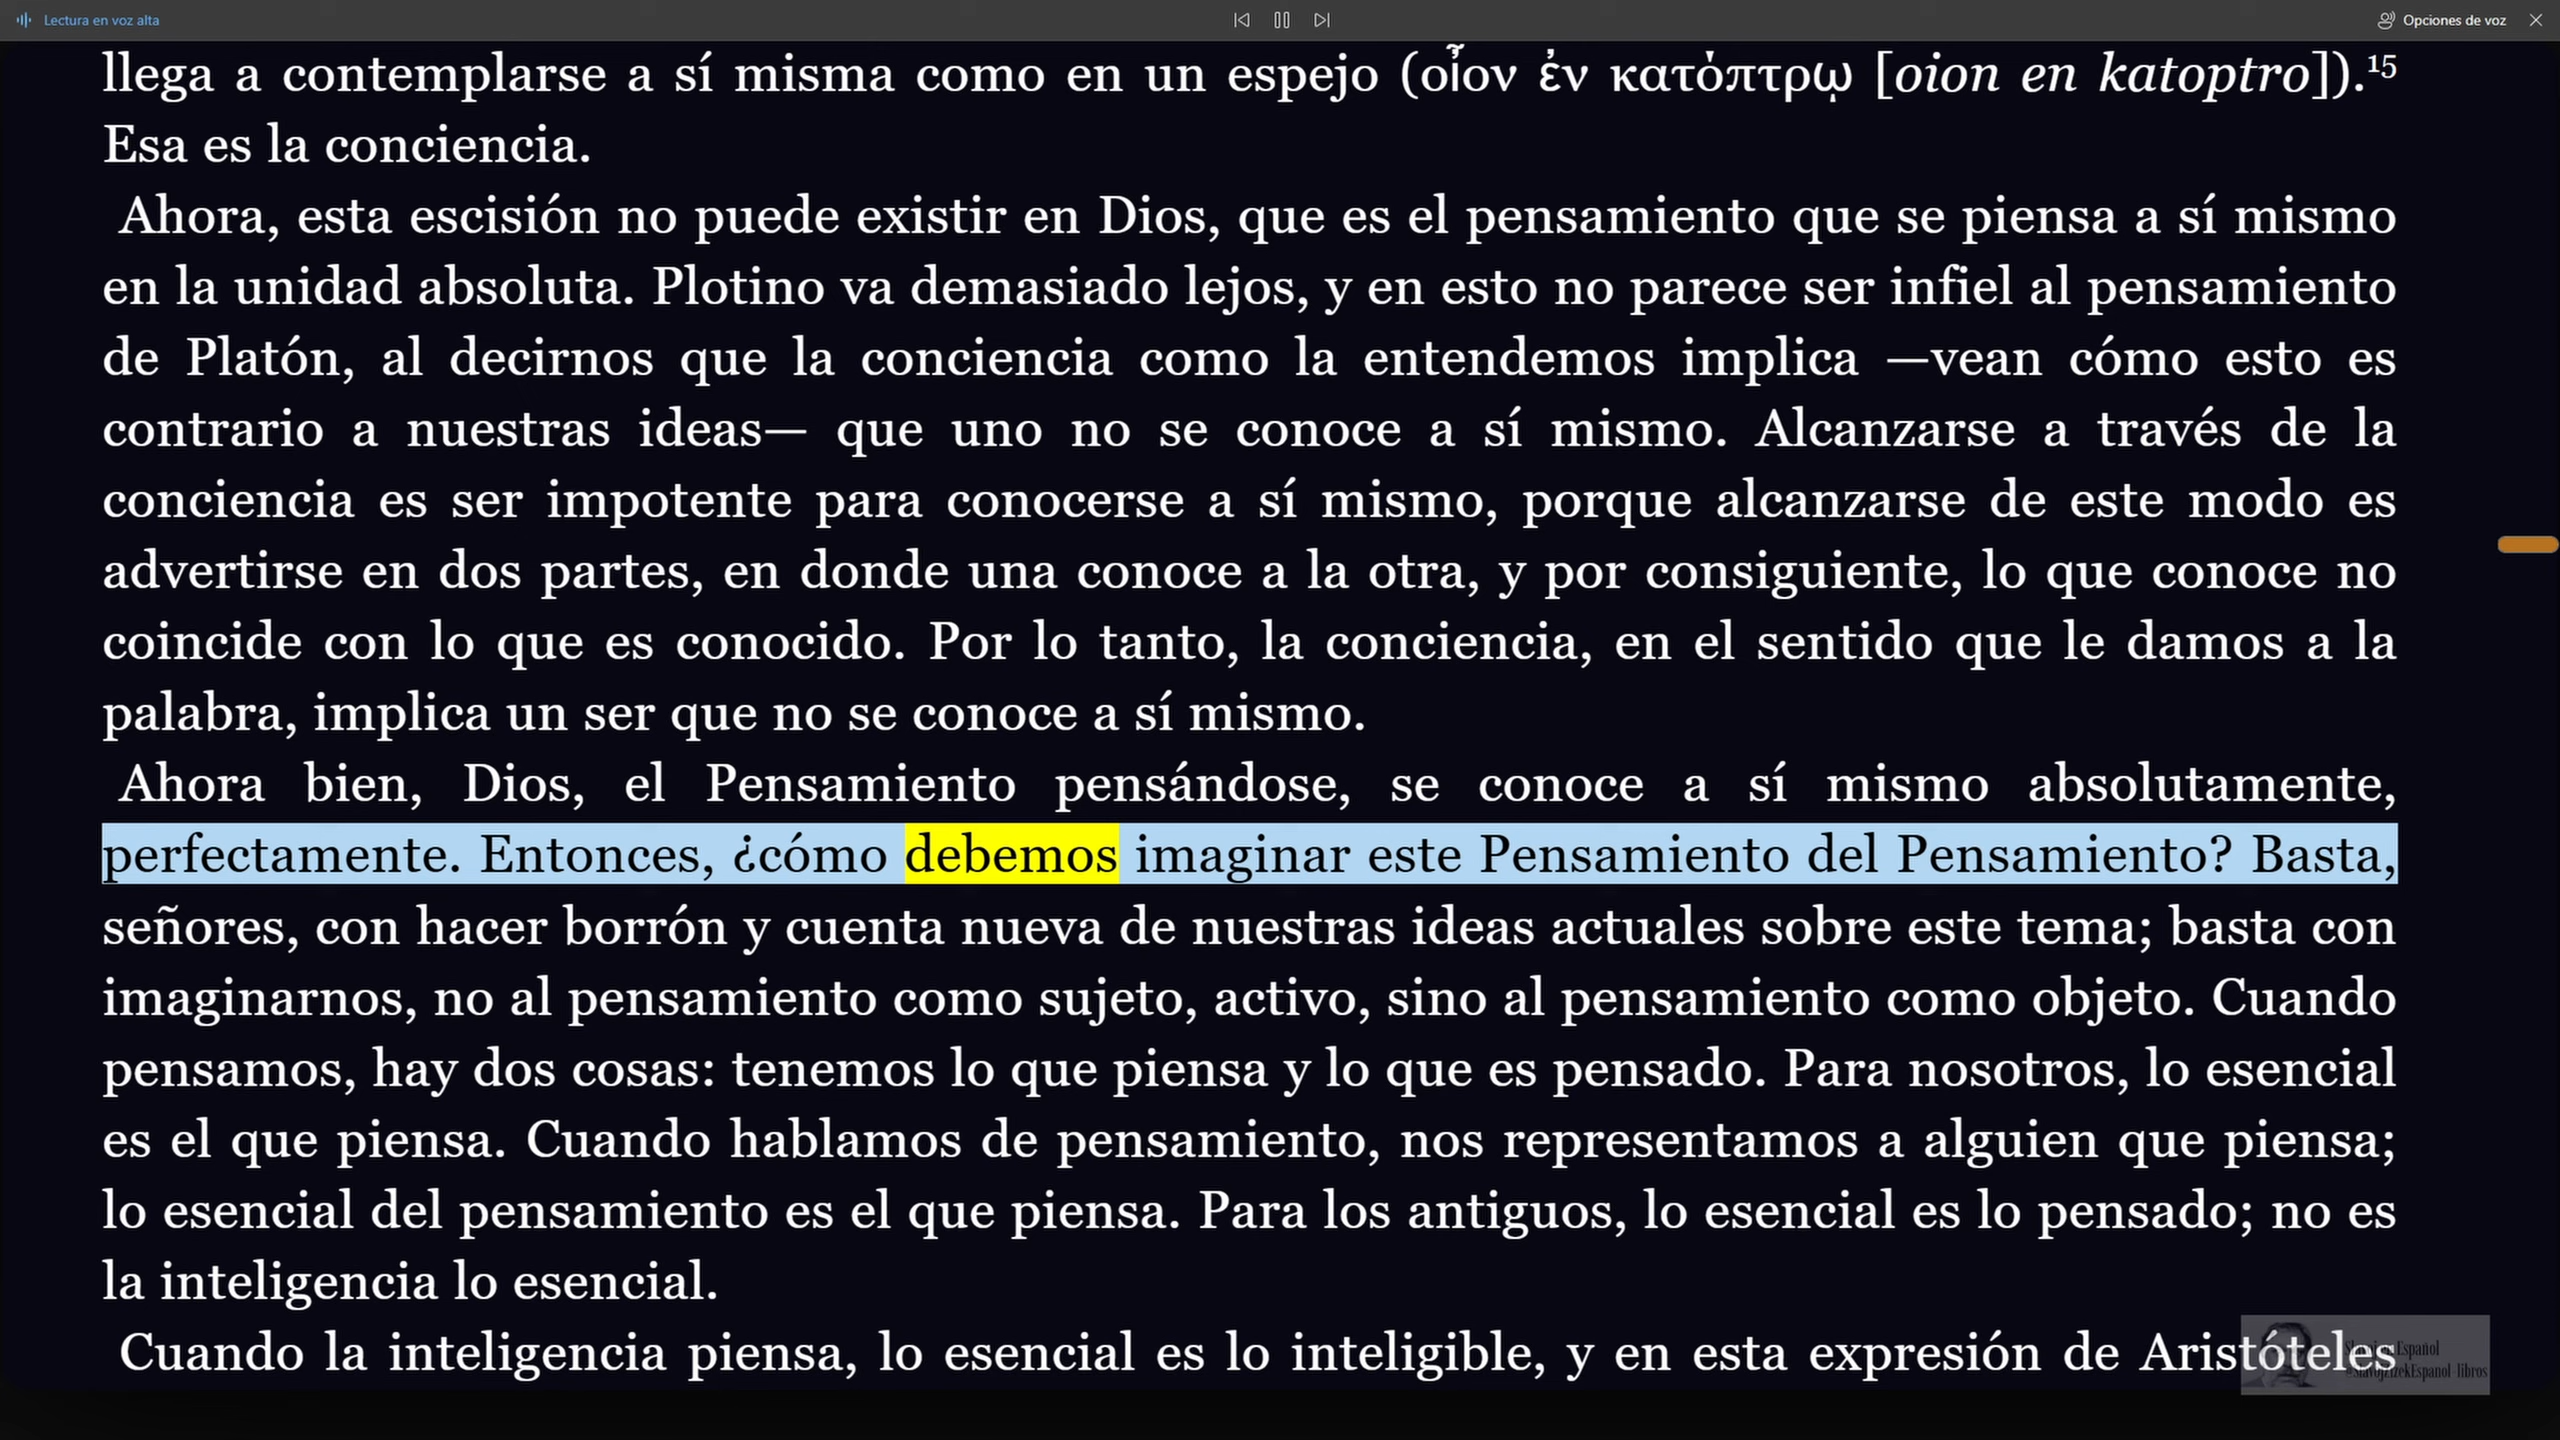 Lectura en voz alta
Opciones de voz
llega a contemplarse a sí misma como en un espejo (οἷον ἐν κατόπτρῳ [oion en katoptro]).¹⁵
Esa es la conciencia.
Ahora, esta escisión no puede existir en Dios, que es el pensamiento que se piensa a sí mismo
en la unidad absoluta. Plotino va demasiado lejos, y en esto no parece ser infiel al pensamiento
de Platón, al decirnos que la conciencia como la entendemos implica —vean cómo esto es
contrario a nuestras ideas— que uno no se conoce a sí mismo. Alcanzarse a través de la
conciencia es ser impotente para conocerse a sí mismo, porque alcanzarse de este modo es
advertirse en dos partes, en donde una conoce a la otra, y por consiguiente, lo que conoce no
coincide con lo que es conocido. Por lo tanto, la conciencia, en el sentido que le damos a la
palabra, implica un ser que no se conoce a sí mismo.
Ahora bien, Dios, el Pensamiento pensándose, se conoce a sí mismo absolutamente,
perfectamente. Entonces, ¿cómo debemos imaginar este Pensamiento del Pensamiento? Basta,
señores, con hacer borrón y cuenta nueva de nuestras ideas actuales sobre este tema; basta con
imaginarnos, no al pensamiento como sujeto, activo, sino al pensamiento como objeto. Cuando
pensamos, hay dos cosas: tenemos lo que piensa y lo que es pensado. Para nosotros, lo esencial
es el que piensa. Cuando hablamos de pensamiento, nos representamos a alguien que piensa;
lo esencial del pensamiento es el que piensa. Para los antiguos, lo esencial es lo pensado; no es
la inteligencia lo esencial.
Cuando la inteligencia piensa, lo esencial es lo inteligible, y en esta expresión de Aristóteles
Español